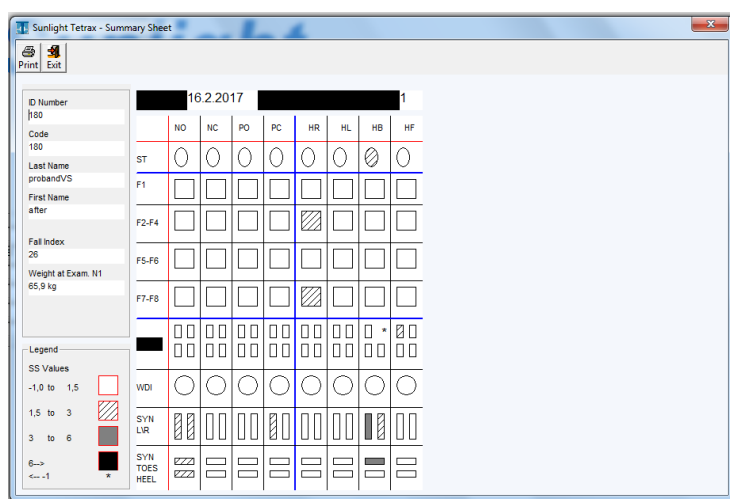 Sunlight Tetrax - Summary Sheet
Print Exit
ID Number
180
Code
180
Last Name
probandVS
First Name
after
Fall Index
26
Weight at Exam. N1
65,9 kg
Legend
SS Values
-1,0 to 1,5
1,5 to 3
3 to 6
6-->
<-- -1 *
16.2.2017 1
NO NC PO PC HR HL HB HF
ST
F1
F2-F4
F5-F6
F7-F8
*
WDI
SYN
L\R
SYN
TOES
HEEL